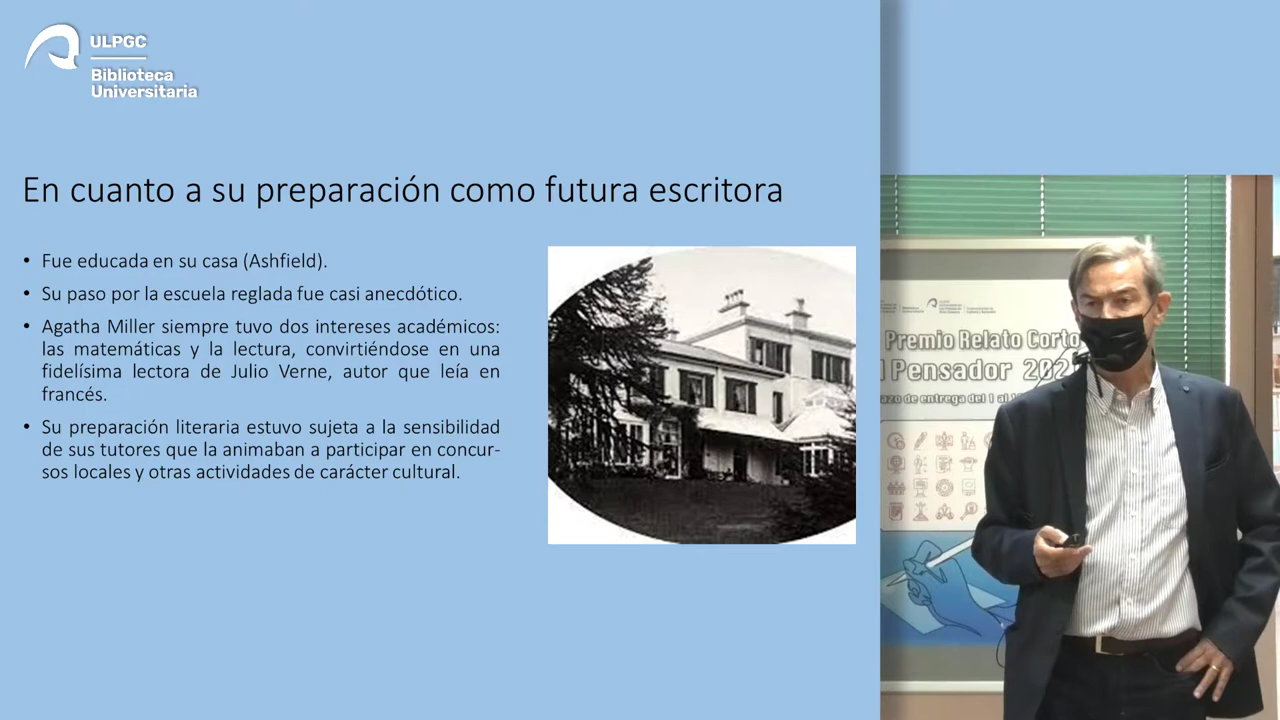 ULPGC
Biblioteca
Universitaria
En cuanto a su preparación como futura escritora
• Fue educada en su casa (Ashfield).
• Su paso por la escuela reglada fue casi anecdótico.
• Agatha Miller siempre tuvo dos intereses académicos:
las matemáticas y la lectura, convirtiéndose en una
fidelísima lectora de Julio Verne, autor que leía en
francés.
• Su preparación literaria estuvo sujeta a la sensibilidad
de sus tutores que la animaban a participar en concur-
sos locales y otras actividades de carácter cultural.
Premio Relato Corto
Pensador 202
de entrega del 1 al